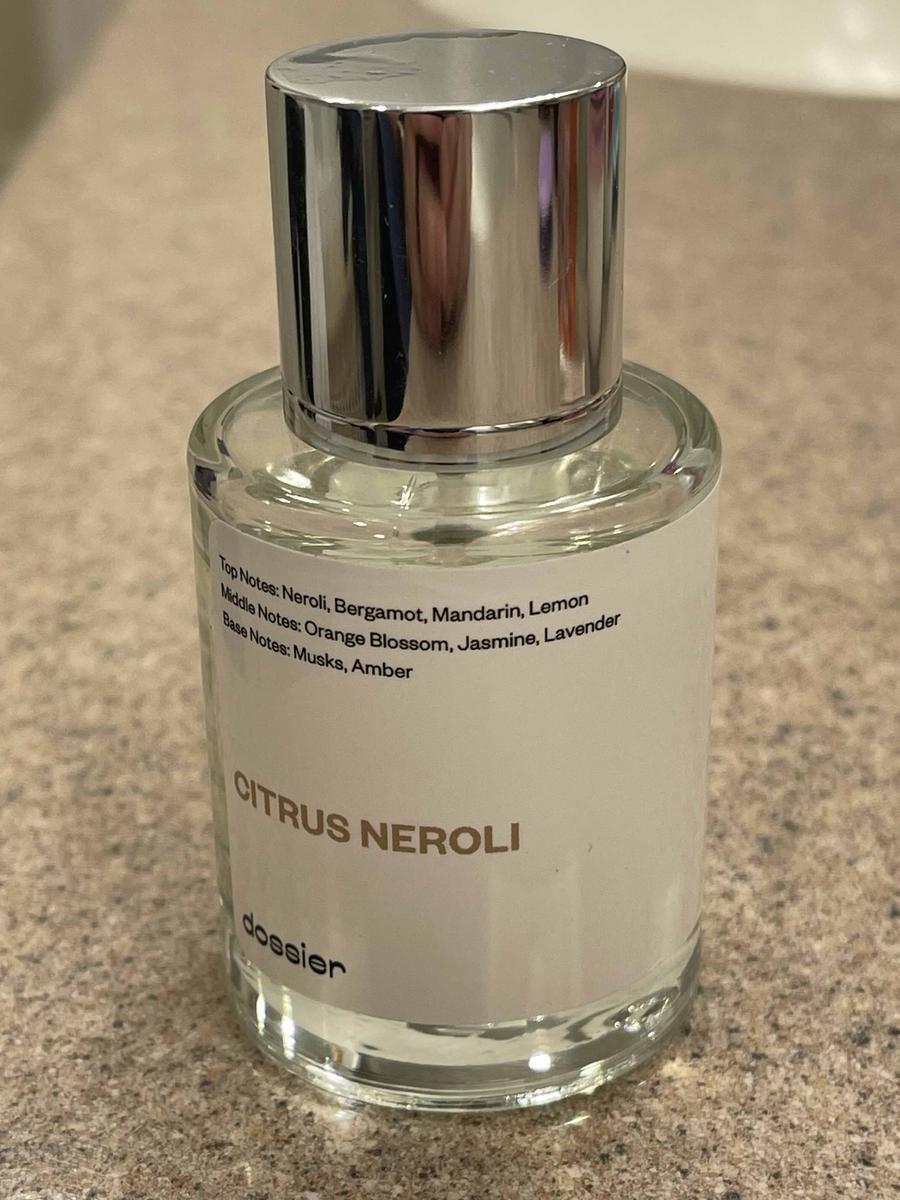 Top Notes: Neroli, Bergamot, Mandarin, Lemon
Middle Notes: Orange Blossom, Jasmine, Lavender
Base Notes: Musks, Amber
CITRUS NEROLI
dossier